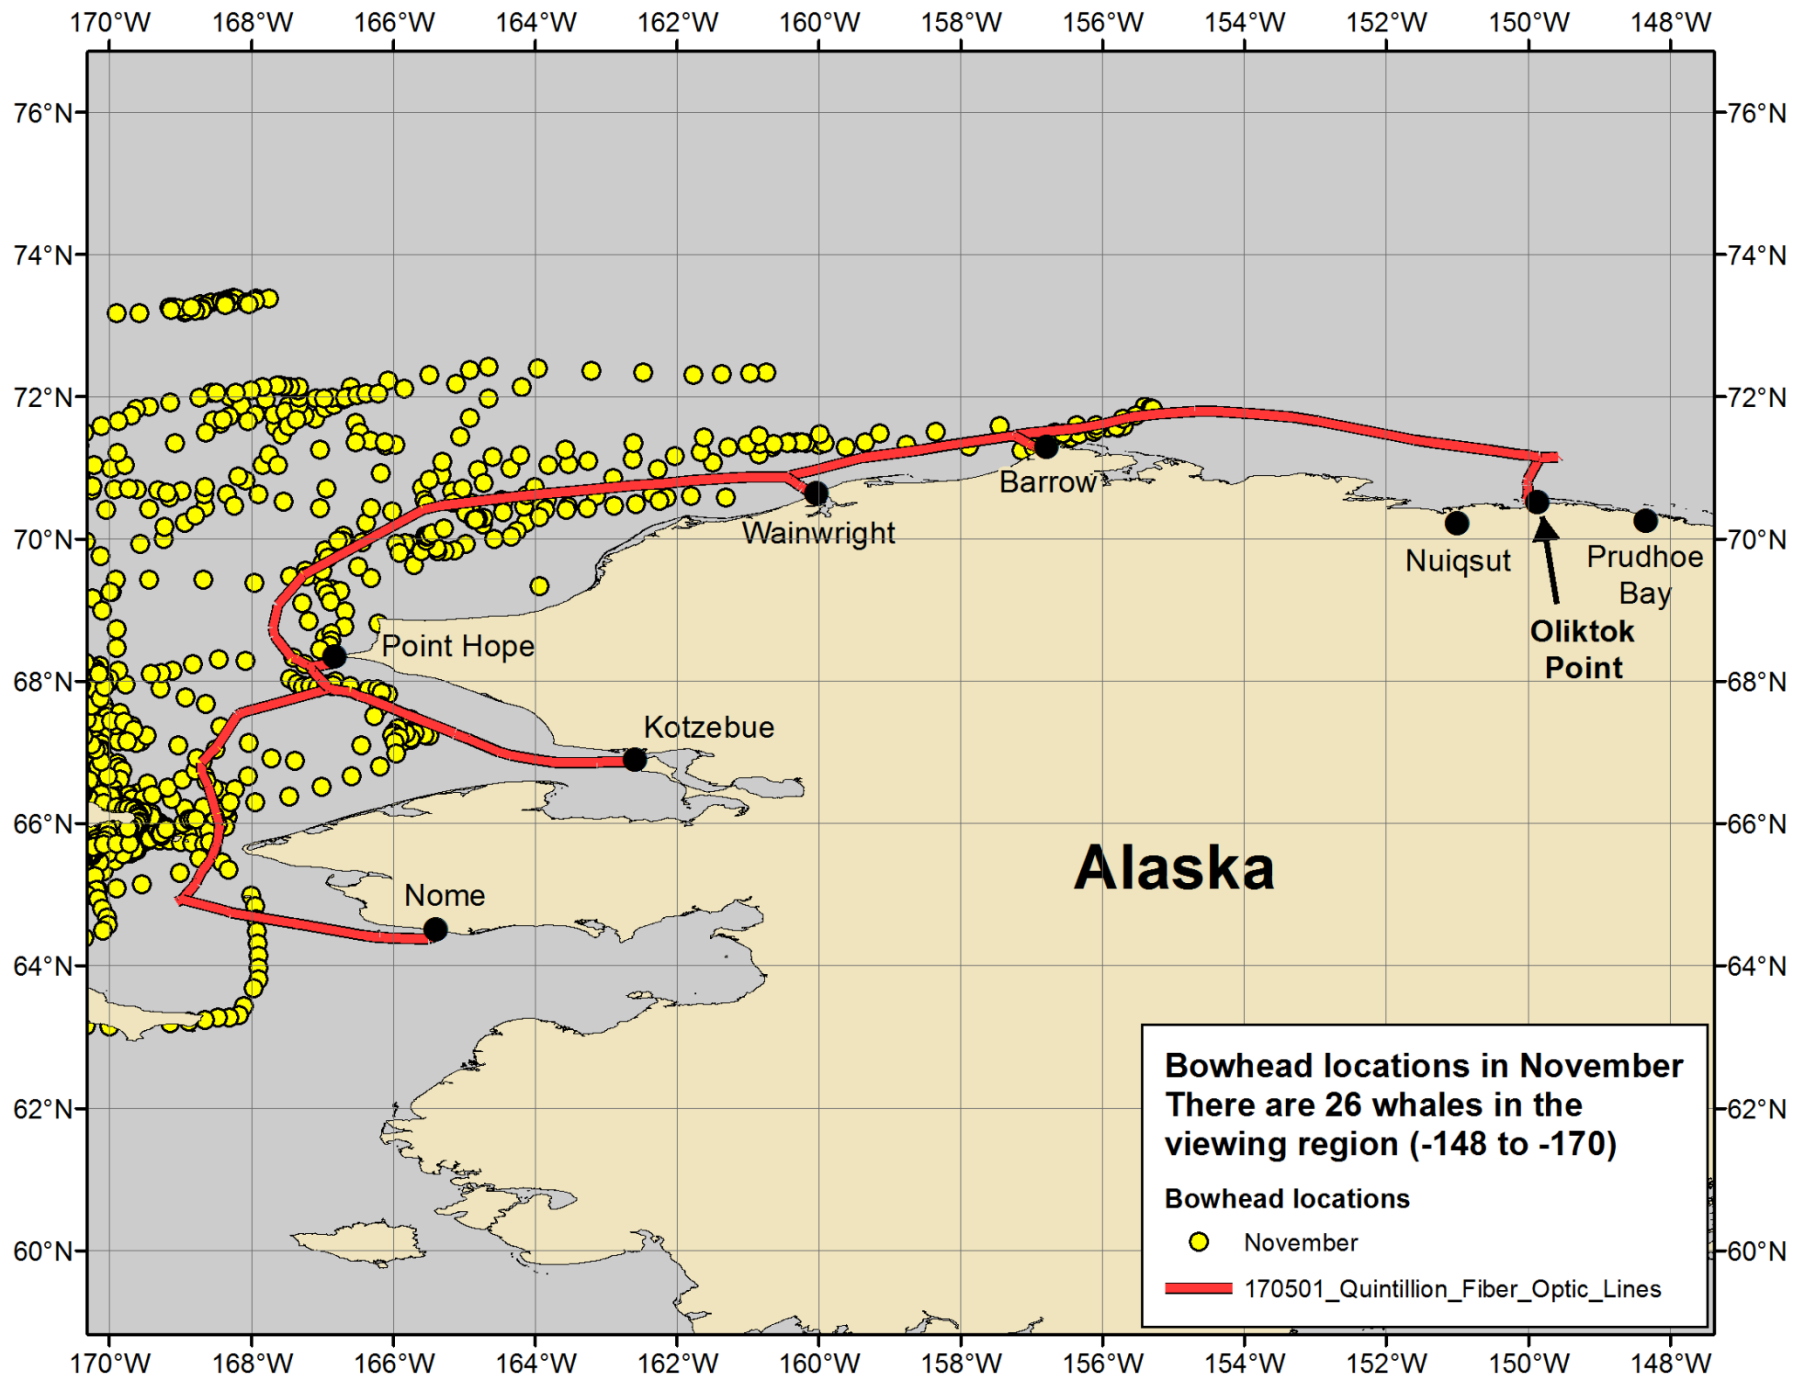 170°W 168°W 166°W 164°W 162°W 160°W 158°W 156°W 154°W 152°W 150°W 148°W
76°N 76°N
74°N 74°N
72°N 72°N
Barrow
Wainwright
70°N 70°N
Nuiqsut
Prudhoe
Bay
Oliktok
Point
Point Hope
68°N 68°N
Kotzebue
66°N 66°N
Alaska
Nome
64°N 64°N
Bowhead locations in November
There are 26 whales in the
viewing region (-148 to -170)
62°N 62°N
Bowhead locations
November
60°N 60°N
170501_Quintillion_Fiber_Optic_Lines
170°W 168°W 166°W 164°W 162°W 160°W 158°W 156°W 154°W 152°W 150°W 148°W